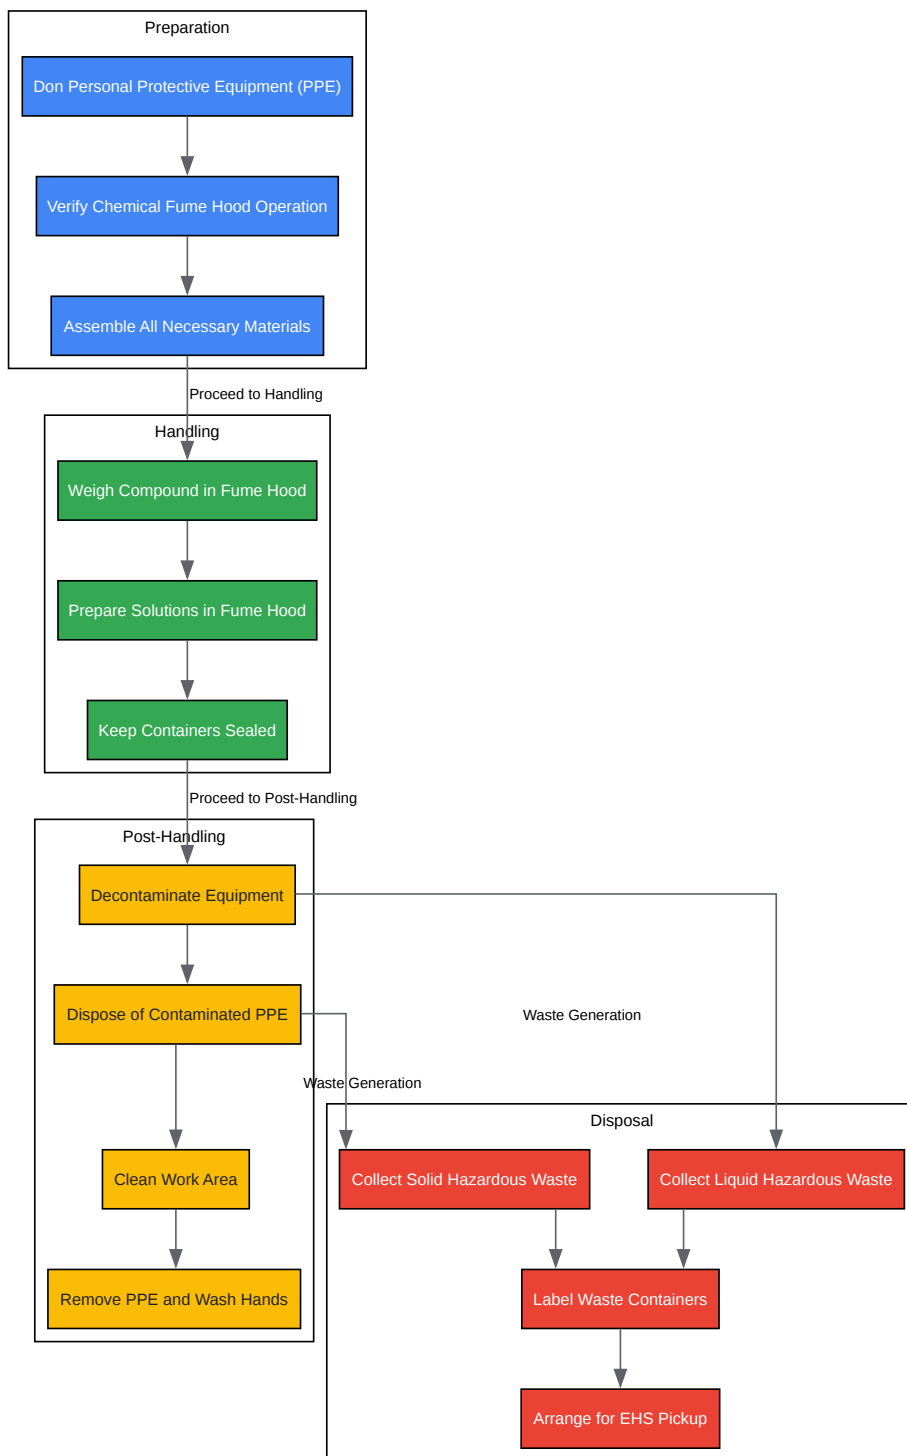 Preparation
Don Personal Protective Equipment (PPE)
Verify Chemical Fume Hood Operation
Assemble All Necessary Materials
Proceed to Handling
Handling
Weigh Compound in Fume Hood
Prepare Solutions in Fume Hood
Keep Containers Sealed
Proceed to Post-Handling
Post-Handling
Decontaminate Equipment
Dispose of Contaminated PPE
Waste Generation
Waste Generation
Disposal
Clean Work Area
Collect Solid Hazardous Waste
Collect Liquid Hazardous Waste
Remove PPE and Wash Hands
Label Waste Containers
Arrange for EHS Pickup